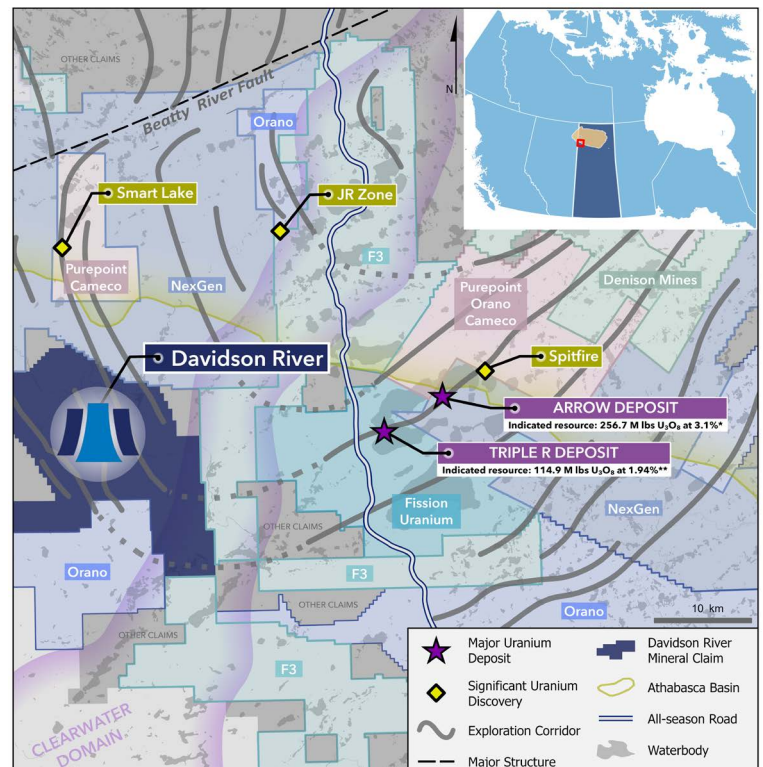 OTHER CLAIMS
Beatty River Fault
N
Orano
Smart Lake
JR Zone
F3
Purepoint
Cameco
NexGen
Purepoint
Orano
Cameco
Denison Mines
Davidson River
Spitfire
ARROW DEPOSIT
Indicated resource: 256.7 M lbs U₃O₈ at 3.1%*
TRIPLE R DEPOSIT
Indicated resource: 114.9 M lbs U₃O₈ at 1.94%**
Fission
Uranium
NexGen
OTHER CLAIMS
Orano
F3
OTHER CLAIMS
Orano
10 km
OTHER CLAIMS
F3
CLEARWATER
DOMAIN
Major Uranium
Deposit
Davidson River
Mineral Claim
Significant Uranium
Discovery
Athabasca Basin
Exploration Corridor
All-season Road
Major Structure
Waterbody